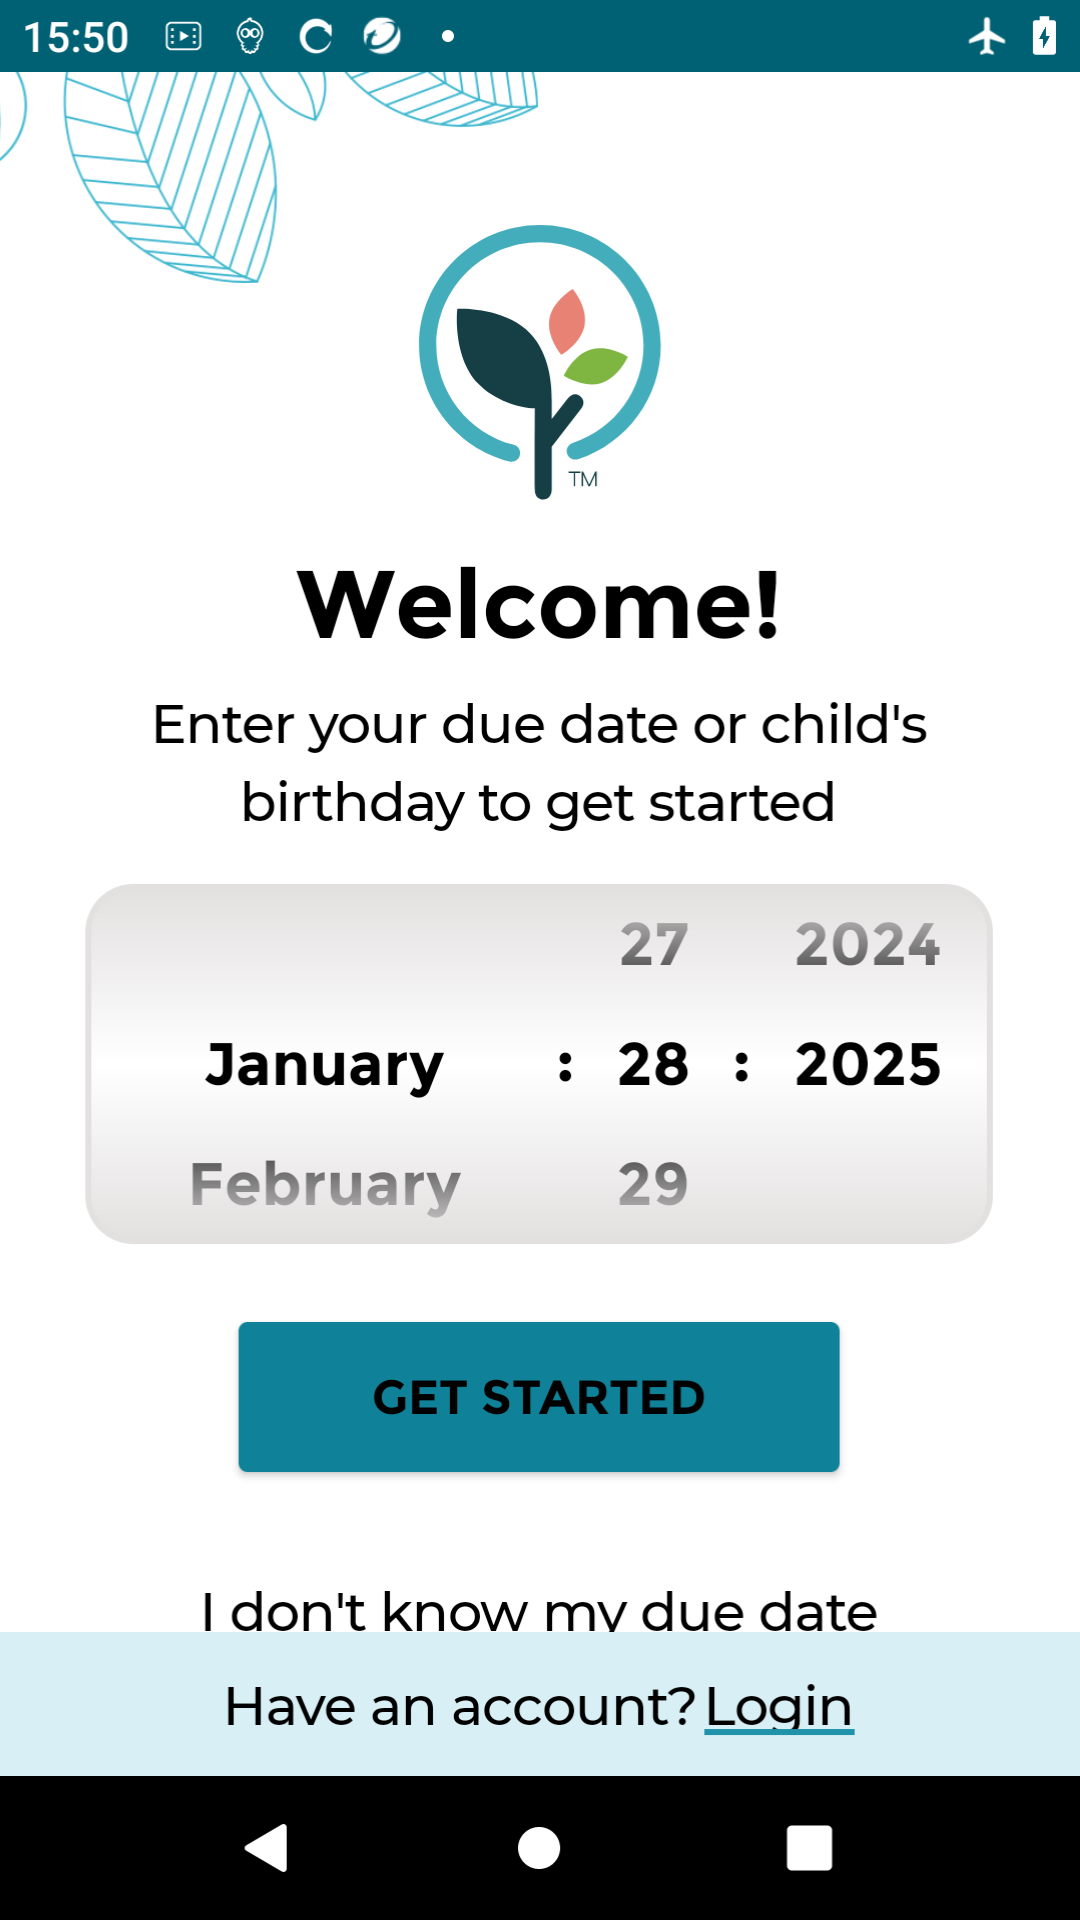 15:50
TM
Welcome!
Enter your due date or child's
birthday to get started
27 2024
January : 28 : 2025
February 29
GET STARTED
I don't know my due date
Have an account? Login